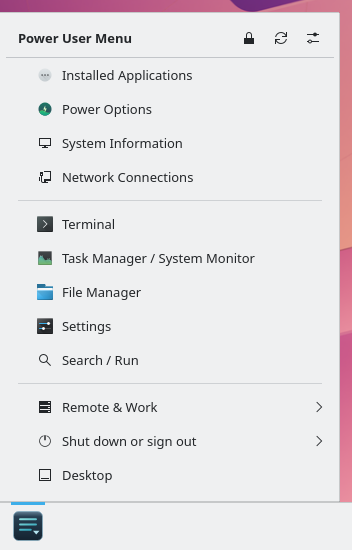 Power User Menu
Installed Applications
Power Options
System Information
Network Connections
Terminal
Task Manager / System Monitor
File Manager
Settings
Search / Run
Remote & Work
Shut down or sign out
Desktop